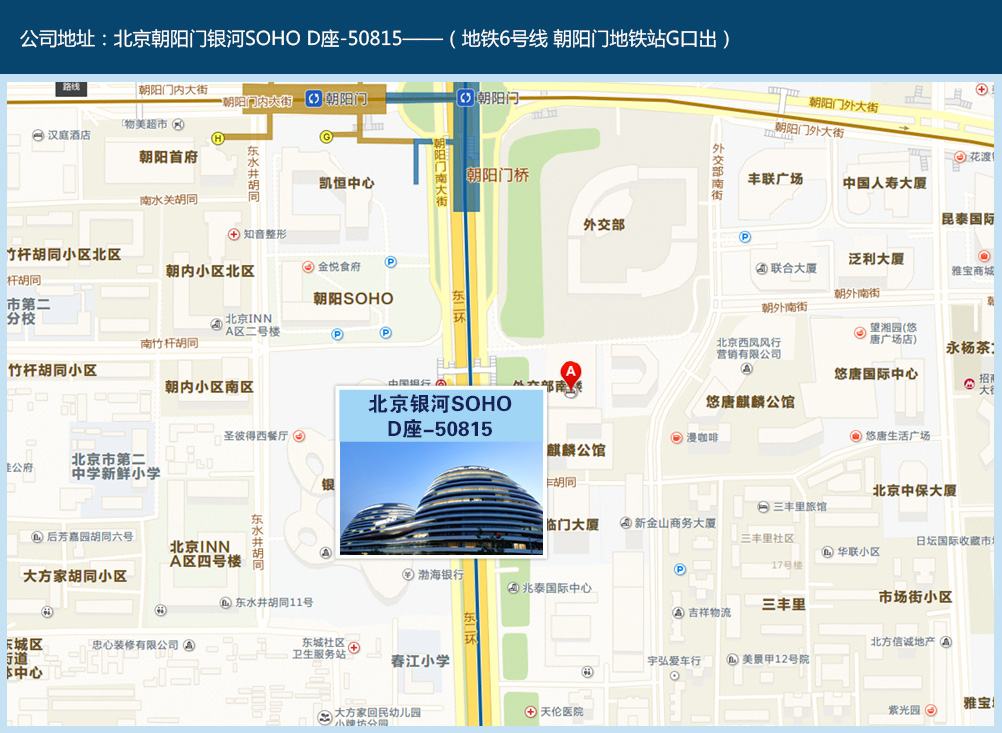 公司地址：北京朝阳门银河SOHO D座-50815——（ 地铁6号线 朝阳门地铁站G口出 ）
路线
朝阳门内大街
朝阳门内大街
朝阳门
朝阳门
朝阳门外大街
朝阳门外大街
汉庭酒店
物美超市
H
G
朝阳首府
东水井胡同
凯恒中心
朝阳门南大街
朝阳门桥
外交部南街
丰联广场
中国人寿大厦
花渡
南水关胡同
外交部
昆泰国际
知音整形
P
竹杆胡同小区北区
朝内小区北区
金悦食府
P
联合大厦
泛利大厦
雅宝商城
杆胡同
朝阳SOHO
东二环
朝外南街
朝外南街
市第二
分校
北京INN
A区二号楼
P
P
望湘园(悠
唐广场店)
南竹杆胡同
北京西凤风行
营销有限公司
永杨茶
竹杆胡同小区
朝内小区南区
中国银行
外交部南楼
A
悠唐国际中心
招商
大
悠唐麒麟公馆
北京银河SOHO
D座–50815
圣彼得西餐厅
漫咖啡
悠唐生活广场
麒麟公馆
公府
北京市第二
中学新鲜小学
银
丰胡同
北京中保大厦
三丰里旅馆
临门大厦
新金山商务大厦
后芳嘉园胡同六号
东水井胡同
三丰里社区
华联小区
日坛国际收藏市
北京INN
A区四号楼
17号楼
大方家胡同小区
渤海银行
P
兆泰国际中心
东水井胡同11号
三丰里
市场街小区
吉祥物流
东二环
东城区
街道
中心
忠心装修有限公司
东城社区
卫生服务站
春江小学
北方信诚地产
宇弘爱车行
美景甲12号院
大方家回民幼儿园
小牌坊分园
天伦医院
紫光园
雅宝